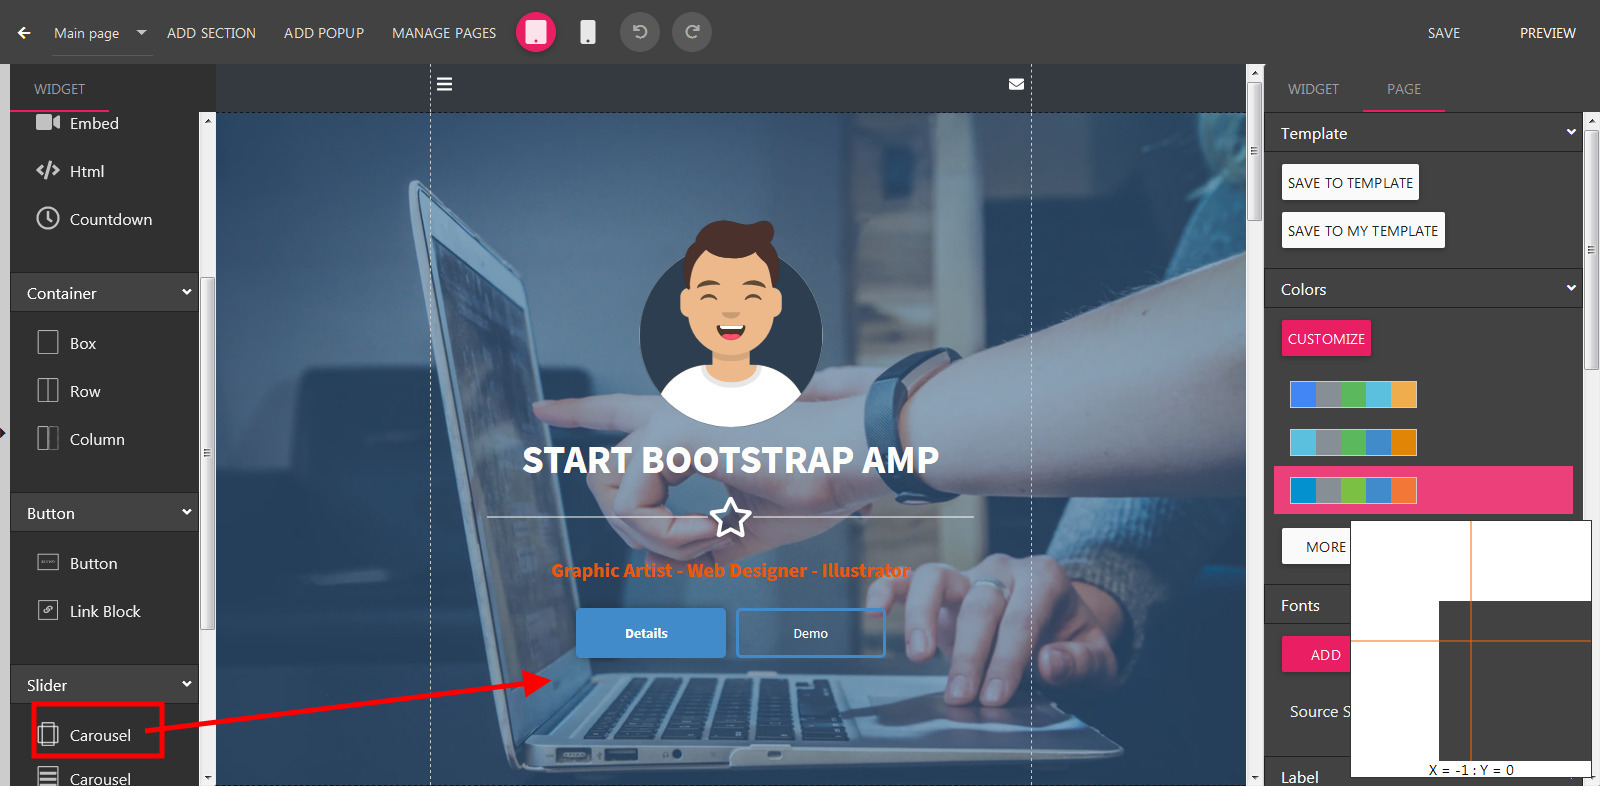 Main page ADD SECTION ADD POPUP MANAGE PAGES SAVE PREVIEW
WIDGET
Embed
Html
Countdown
Container
Box
Row
Column
Button
Button
Link Block
Slider
Carousel
Carousel
START BOOTSTRAP AMP
Graphic Artist - Web Designer - Illustrator
Details Demo
WIDGET PAGE
Template
SAVE TO TEMPLATE
SAVE TO MY TEMPLATE
Colors
CUSTOMIZE
MORE
Fonts
ADD
Source S
Label
X = -1 : Y = 0